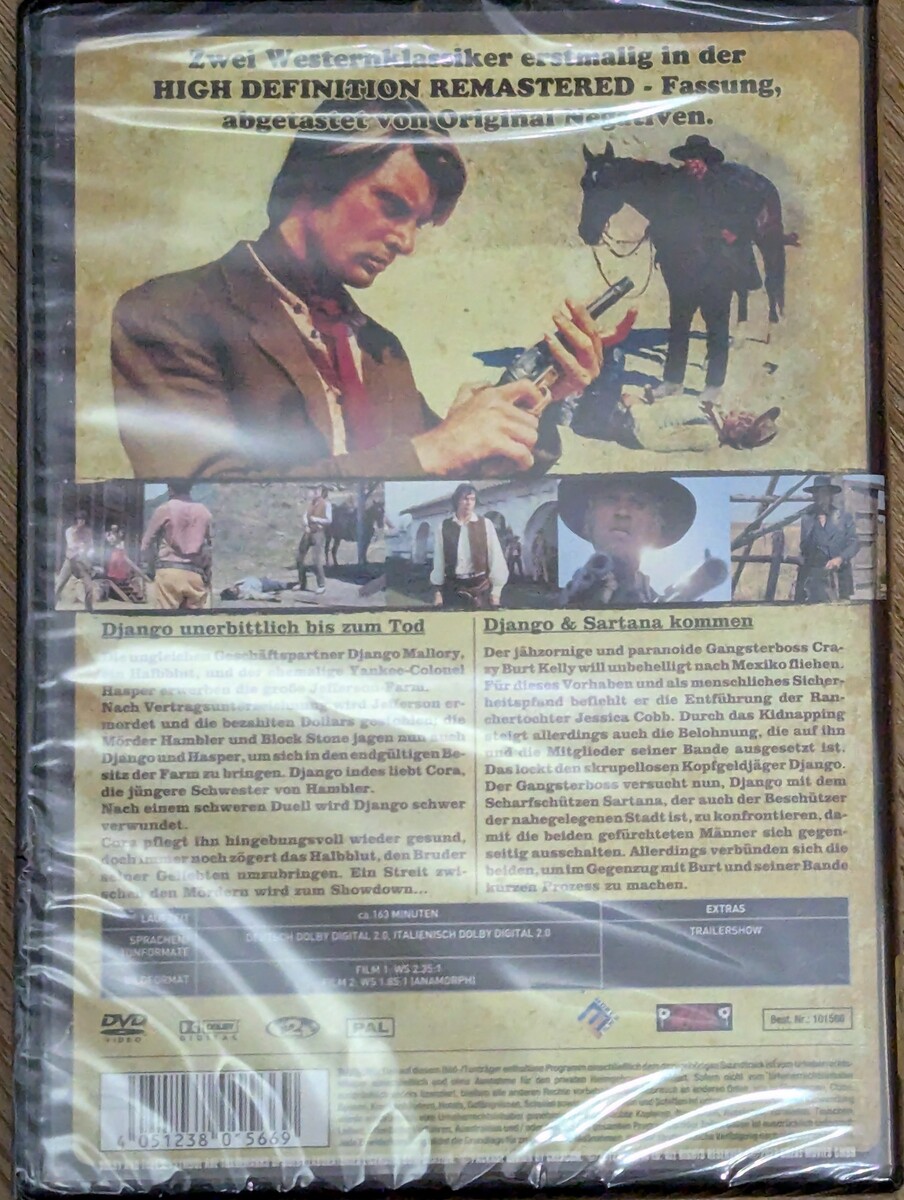 Zwei Westernklassiker erstmalig in der
HIGH DEFINITION REMASTERED - Fassung,
abgetastet von Original Negativen.
Django unerbittlich bis zum Tod
ungleichen Geschäftspartner Django Mallory,
ein Halbblut, und der ehemalige Yankee-Colonel
Hasper erwerben die große Jefferson-Farm.
Nach Vertragsunterzeichnung wird Jefferson er-
mordet und die bezahlten Dollars gestohlen, die
Mörder Hambler und Block Stone jagen nun auch
Django und Hasper, um sich in den endgültigen Be-
sitz der Farm zu bringen. Django indes liebt Cora,
die jüngere Schwester von Hambler.
Nach einem schweren Duell wird Django schwer
verwundet.
Cora pflegt ihn hingebungsvoll wieder gesund,
doch immer noch zögert das Halbblut, den Bruder
seiner Geliebten umzubringen. Ein Streit zwi-
schen den Mördern wird zum Showdown...
Django & Sartana kommen
Der jähzornige und paranoide Gangsterboss Cra-
zy Burt Kelly will unbehelligt nach Mexiko fliehen.
Für dieses Vorhaben und als menschliches Sicher-
heitspfand befiehlt er die Entführung der Ran-
chertochter Jessica Cobb. Durch das Kidnapping
steigt allerdings auch die Belohnung, die auf ihn
und die Mitglieder seiner Bande ausgesetzt ist.
Das lockt den skrupellosen Kopfgeldjäger Django.
Der Gangsterboss versucht nun, Django mit dem
Scharfschützen Sartana, der auch der Beschützer
der nahegelegenen Stadt ist, zu konfrontieren, da-
mit die beiden gefürchteten Männer sich gegen-
seitig ausschalten. Allerdings verbünden sich die
beiden, um im Gegenzug mit Burt und seiner Bande
kurzen Prozess zu machen.
LAUFZEIT
ca. 163 MINUTEN
SPRACHEN/
TONFORMATE
DEUTSCH DOLBY DIGITAL 2.0, ITALIENISCH DOLBY DIGITAL 2.0
BILDFORMAT
FILM 1: WS 2.35:1
FILM 2: WS 1.85:1 (ANAMORPH)
EXTRAS
TRAILERSHOW
DVD
VIDEO
DOLBY
DIGITAL
PAL
Best. Nr.: 101566
4 051238 015669